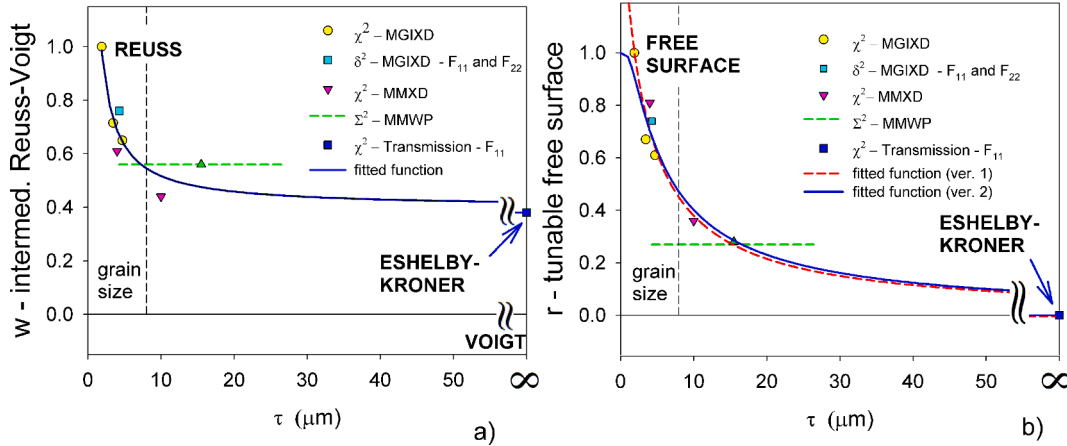 a)
w - intermed. Reuss-Voigt
1.0
0.8
0.6
0.4
0.2
0.0
REUSS
χ² – MGIXD
δ² – MGIXD - F₁₁ and F₂₂
χ² – MMXD
Σ² – MMWP
χ² – Transmission - F₁₁
fitted function
ESHELBY-
KRONER
grain
size
VOIGT
0
10
20
30
40
50
∞
τ (μm)
a)
b)
r - tunable free surface
1.0
0.8
0.6
0.4
0.2
0.0
FREE
SURFACE
χ² – MGIXD
δ² – MGIXD - F₁₁ and F₂₂
χ² – MMXD
Σ² – MMWP
χ² – Transmission - F₁₁
fitted function (ver. 1)
fitted function (ver. 2)
ESHELBY-
KRONER
grain
size
0
10
20
30
40
50
∞
τ (μm)
b)